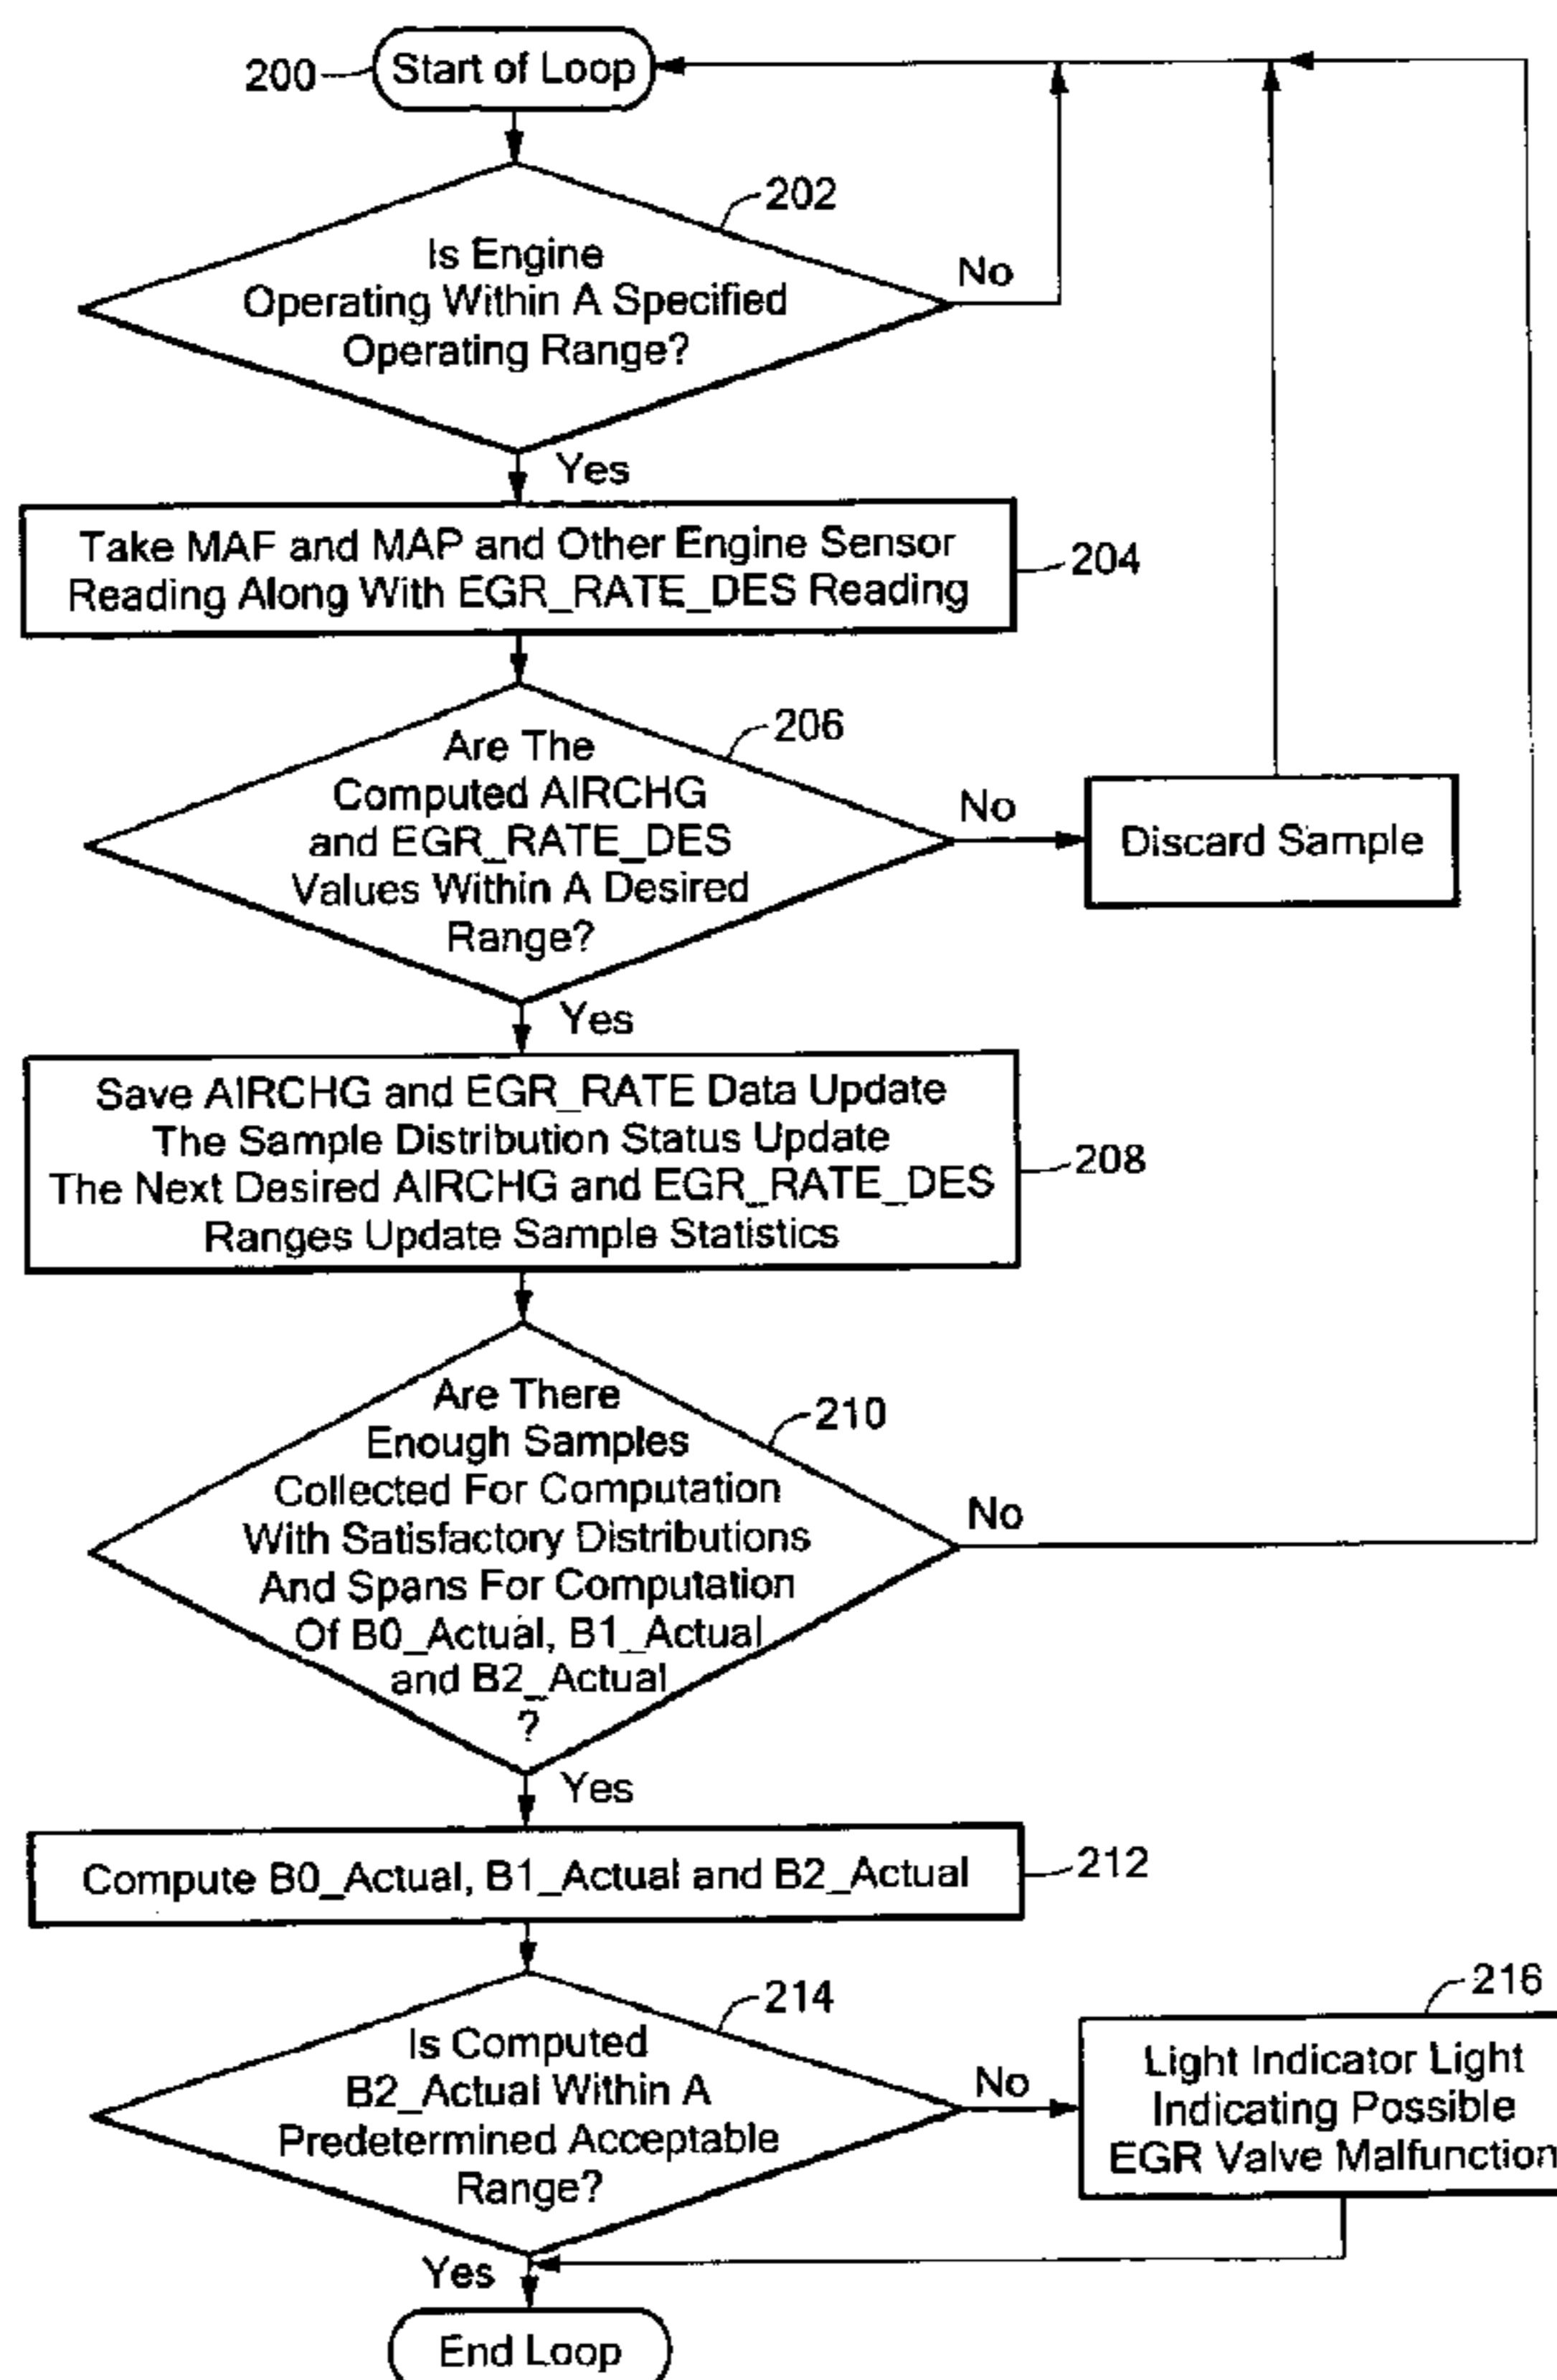 200
Start of Loop
202
Is Engine
Operating Within A Specified
Operating Range?
No
Yes
Take MAF and MAP and Other Engine Sensor
Reading Along With EGR_RATE_DES Reading
204
206
Are The
Computed AIRCHG
and EGR_RATE_DES
Values Within A Desired
Range?
No
Discard Sample
Yes
Save AIRCHG and EGR_RATE Data Update
The Sample Distribution Status Update
The Next Desired AIRCHG and EGR_RATE_DES
Ranges Update Sample Statistics
208
210
Are There
Enough Samples
Collected For Computation
With Satisfactory Distributions
And Spans For Computation
Of B0_Actual, B1_Actual
and B2_Actual
?
No
Yes
Compute B0_Actual, B1_Actual and B2_Actual
212
214
Is Computed
B2_Actual Within A
Predetermined Acceptable
Range?
No
216
Light Indicator Light
Indicating Possible
EGR Valve Malfunction
Yes
End Loop